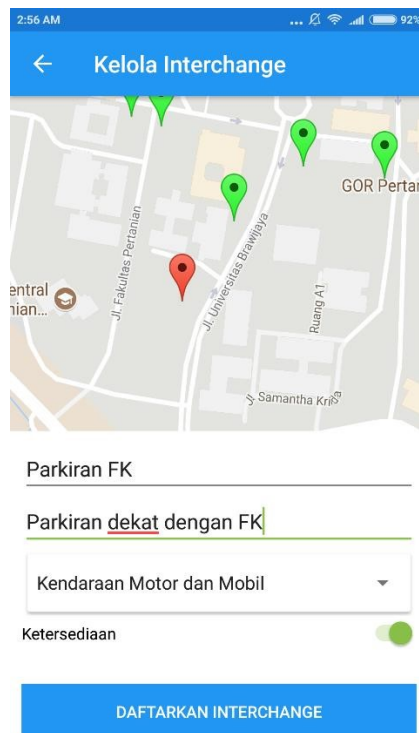 2:56 AM
... 92%
Kelola Interchange
GOR Pertar
Jl. Fakultas Pertanian
Jl. Universitas Brawijaya
entral
nian...
Ruang A1
Jl. Samantha Krida
Parkiran FK
Parkiran dekat dengan FK
Kendaraan Motor dan Mobil
Ketersediaan
DAFTARKAN INTERCHANGE